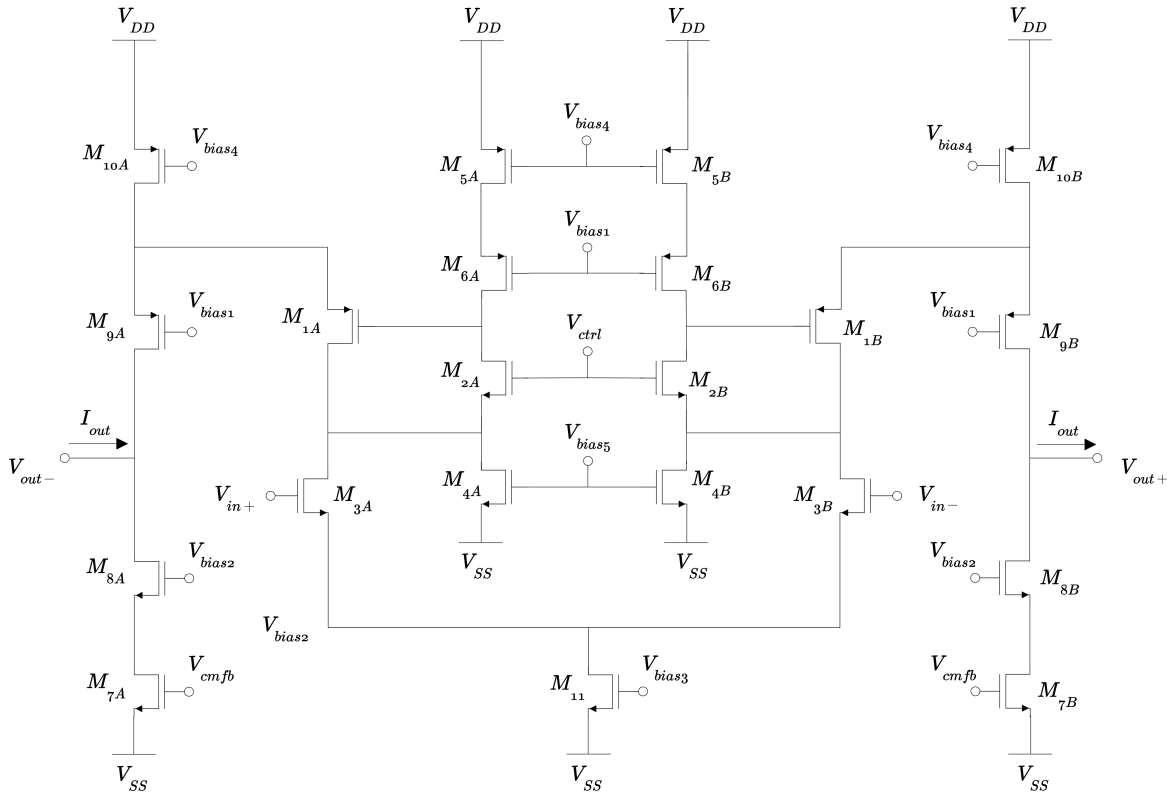 V_DD V_DD V_DD V_DD
V_bias4
V_bias4 V_bias4
M_10A M_5A M_5B M_10B
V_bias1
M_6A M_6B
V_bias1 V_bias1
M_9A M_1A V_ctrl M_1B M_9B
M_2A M_2B
I_out V_bias5 I_out
V_out− V_out+
M_4A M_4B
V_in+ M_3A M_3B V_in−
V_bias2 V_SS V_SS V_bias2
M_8A M_8B
V_bias2
V_cmfb V_bias3 V_cmfb
M_7A M_11 M_7B
V_SS V_SS V_SS